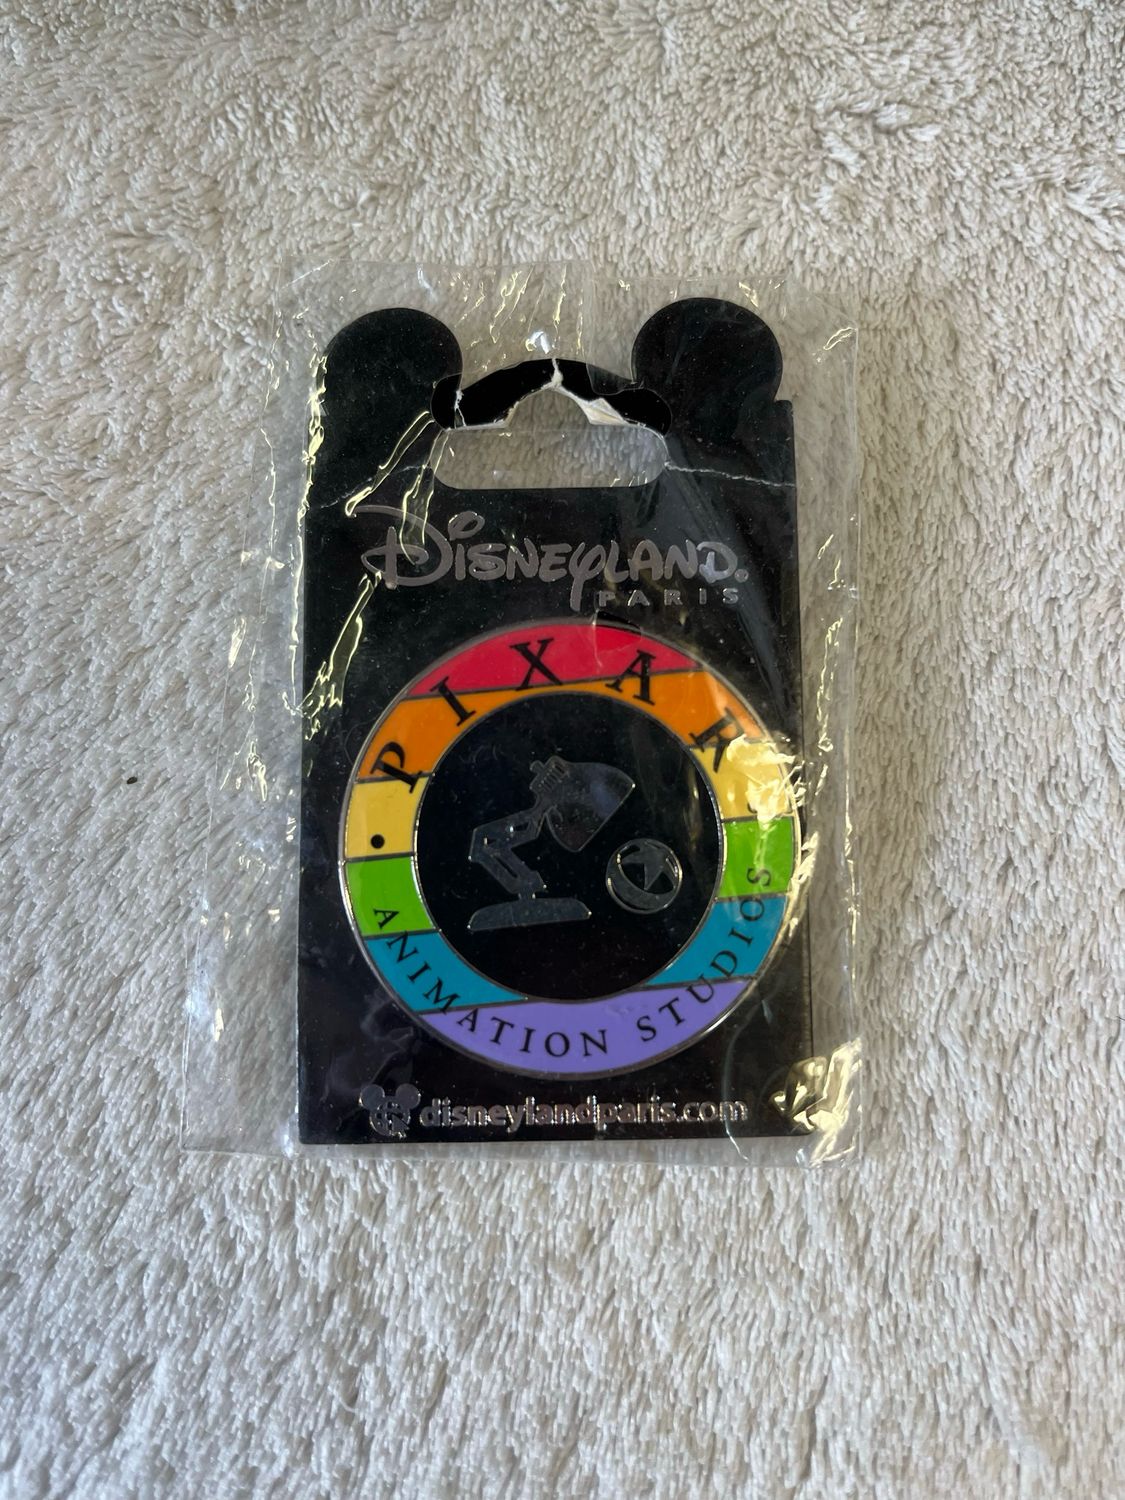 Disneyland.
PARIS
PIXAR
ANIMATION STUDIOS
disneylandparis.com